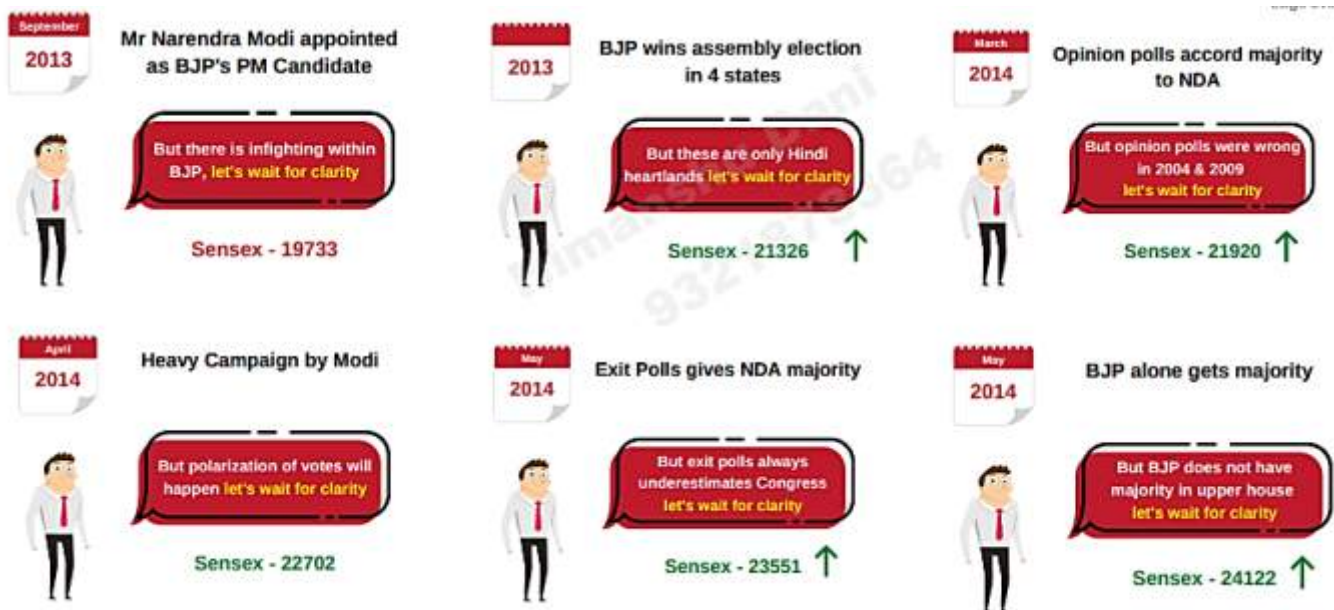 September
2013
Mr Narendra Modi appointed
as BJP's PM Candidate
But there is infighting within
BJP, let's wait for clarity
Sensex - 19733
2013
BJP wins assembly election
in 4 states
But these are only Hindi
heartlands let's wait for clarity
Sensex - 21326
March
2014
Opinion polls accord majority
to NDA
But opinion polls were wrong
in 2004 & 2009
let's wait for clarity
Sensex - 21920
April
2014
Heavy Campaign by Modi
But polarization of votes will
happen let's wait for clarity
Sensex - 22702
May
2014
Exit Polls gives NDA majority
But exit polls always
underestimates Congress
let's wait for clarity
Sensex - 23551
May
2014
BJP alone gets majority
But BJP does not have
majority in upper house
let's wait for clarity
Sensex - 24122